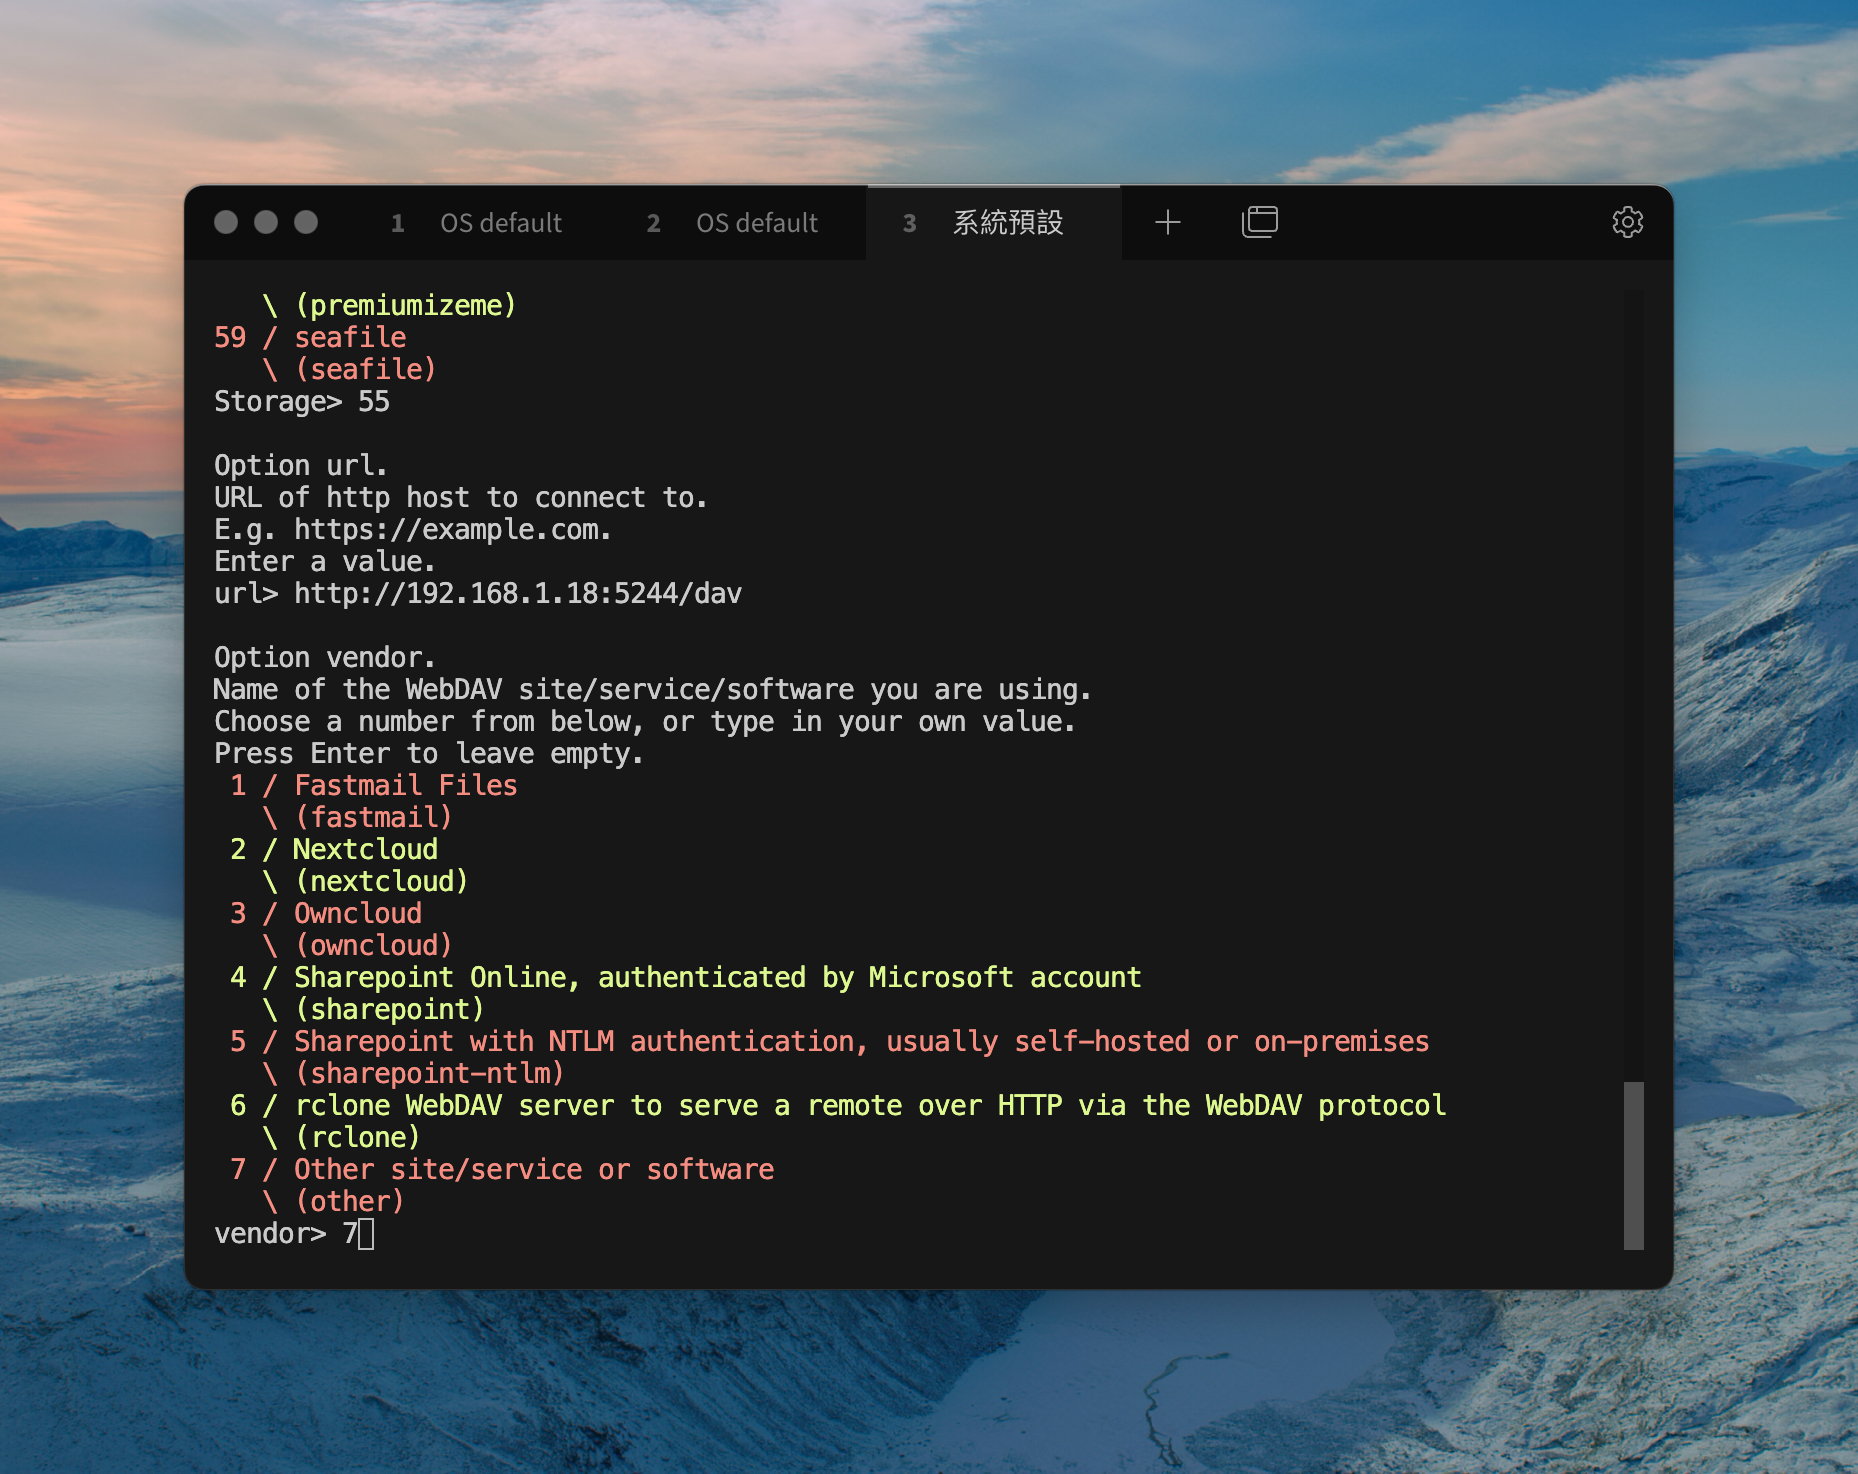 1 OS default 2 OS default 3 系統預設
\ (premiumizeme)
59 / seafile
\ (seafile)
Storage> 55
Option url.
URL of http host to connect to.
E.g. https://example.com.
Enter a value.
url> http://192.168.1.18:5244/dav
Option vendor.
Name of the WebDAV site/service/software you are using.
Choose a number from below, or type in your own value.
Press Enter to leave empty.
1 / Fastmail Files
\ (fastmail)
2 / Nextcloud
\ (nextcloud)
3 / Owncloud
\ (owncloud)
4 / Sharepoint Online, authenticated by Microsoft account
\ (sharepoint)
5 / Sharepoint with NTLM authentication, usually self-hosted or on-premises
\ (sharepoint-ntlm)
6 / rclone WebDAV server to serve a remote over HTTP via the WebDAV protocol
\ (rclone)
7 / Other site/service or software
\ (other)
vendor> 7